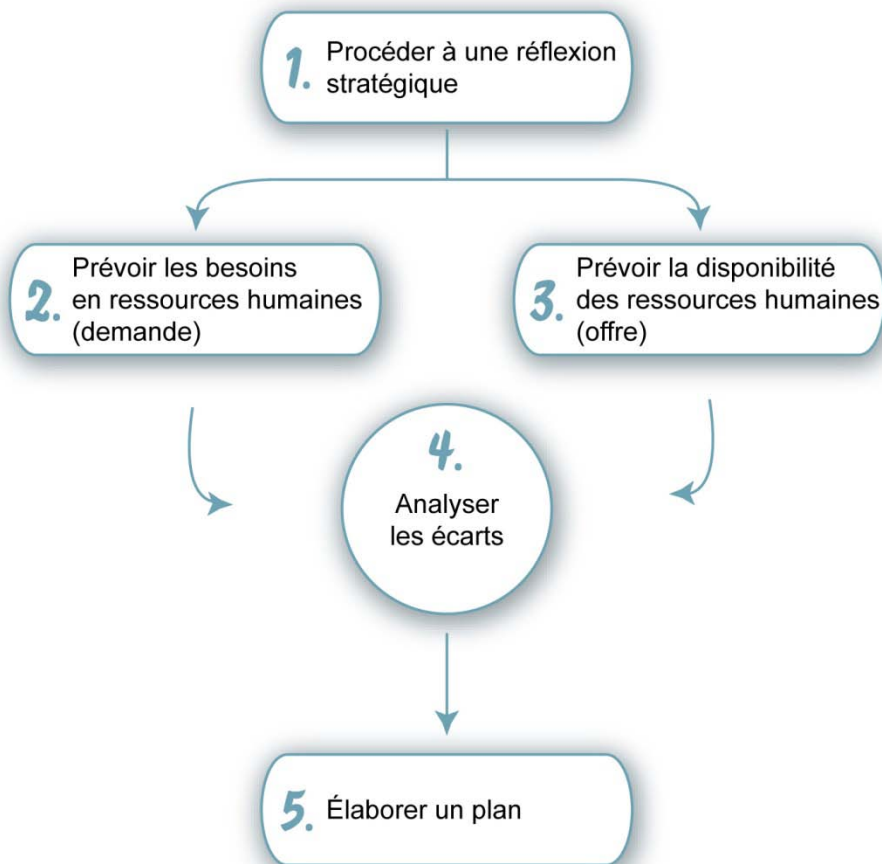 1. Procéder à une réflexion
stratégique
2. Prévoir les besoins
en ressources humaines
(demande)
3. Prévoir la disponibilité
des ressources humaines
(offre)
4.
Analyser
les écarts
5. Élaborer un plan